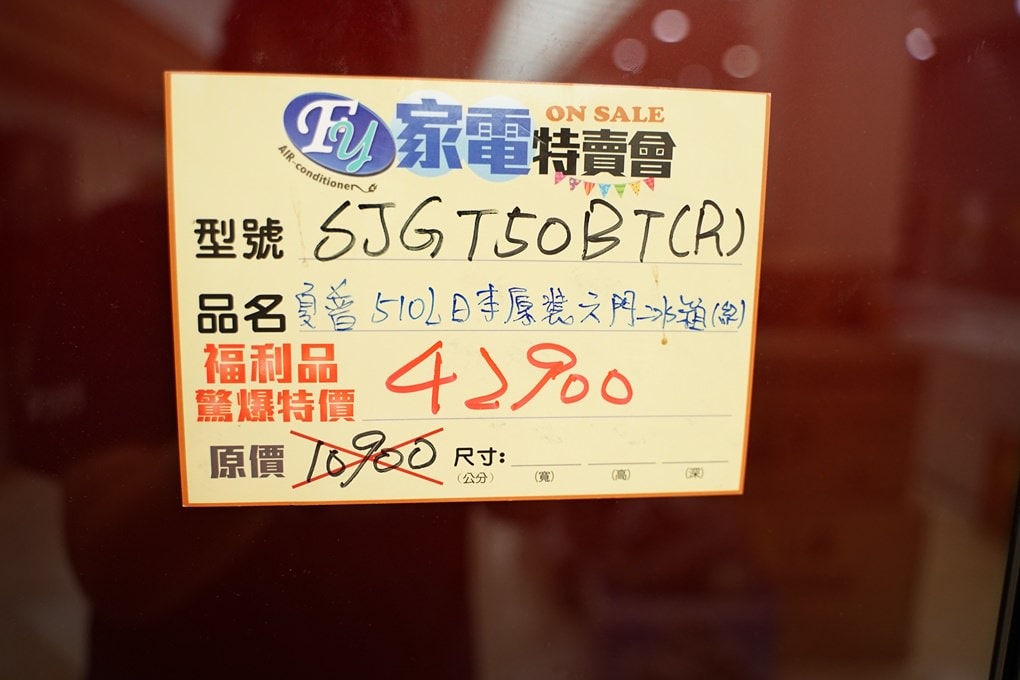 Fy 家電 ON SALE 特賣會
AIR-conditioner
型號 SJGT50BT(R)
品名 夏普 510L日本原裝六門冰箱(紅)
福利品
驚爆特價 42900
原價 10900 尺寸:
(公分) (寬) (高) (深)